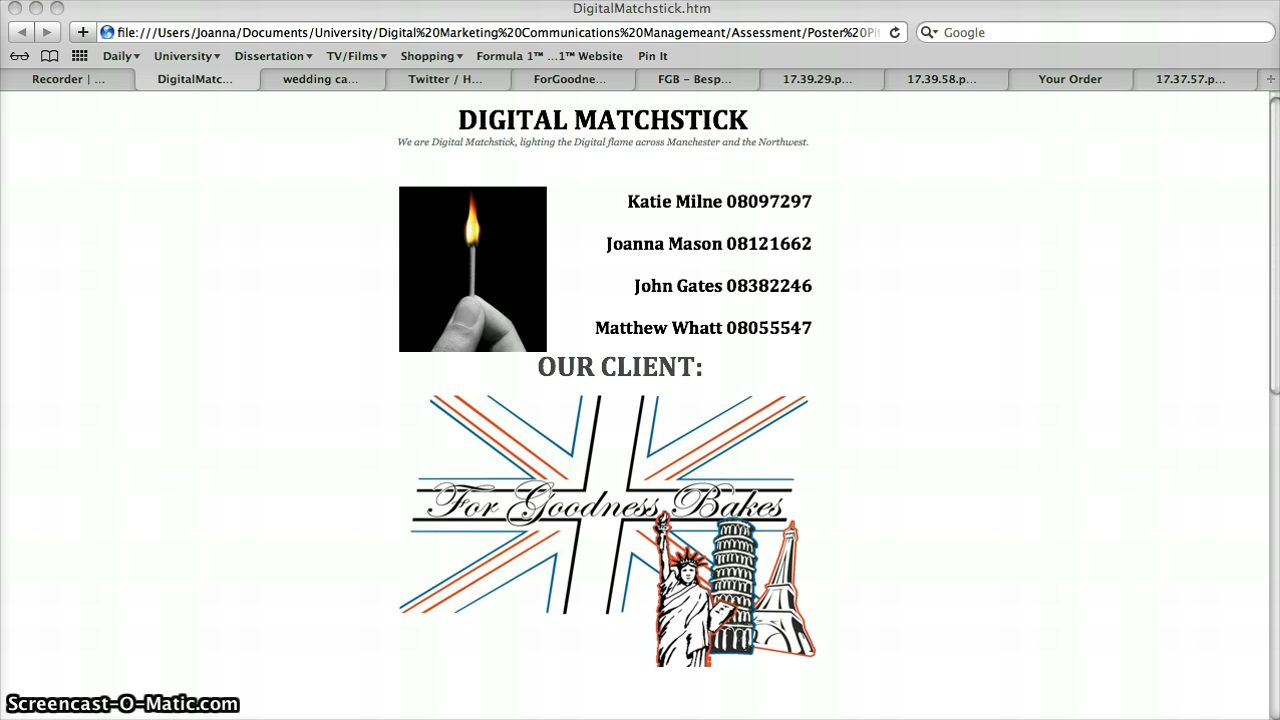 DigitalMatchstick.htm
file:///Users/Joanna/Documents/University/Digital%20Marketing%20Communications%20Managemeant/Assessment/Poster%20Pi
Google
Daily University Dissertation TV/Films Shopping Formula 1™ ...1™ Website Pin It
Recorder | ... DigitalMatc... wedding ca... Twitter / H... ForGoodne... FGB – Besp... 17.39.29.p... 17.39.58.p... Your Order 17.37.57.p...
DIGITAL MATCHSTICK
We are Digital Matchstick, lighting the Digital flame across Manchester and the Northwest.
Katie Milne 08097297
Joanna Mason 08121662
John Gates 08382246
Matthew Whatt 08055547
OUR CLIENT:
For Goodness Bakes
Screencast-O-Matic.com